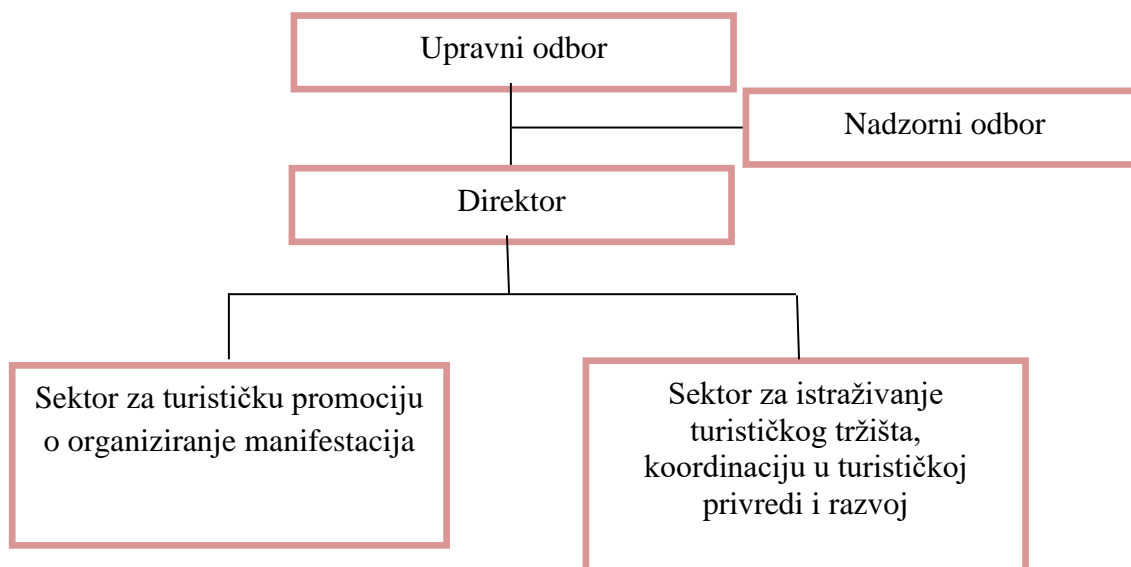 Upravni odbor
Nadzorni odbor
Direktor
Sektor za turističku promociju
o organiziranje manifestacija
Sektor za istraživanje
turističkog tržišta,
koordinaciju u turističkoj
privredi i razvoj